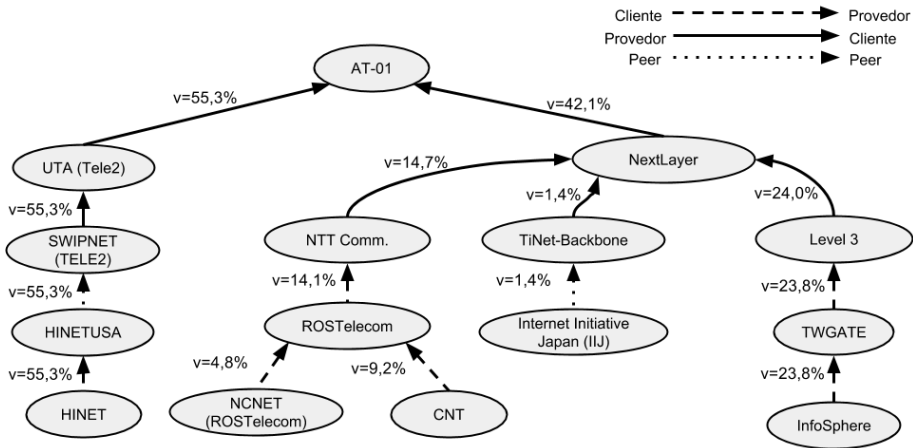 Cliente Provedor
Provedor Cliente
Peer Peer
AT-01
v=55,3% v=42,1%
UTA (Tele2)
NextLayer
v=14,7%
v=1,4%
v=24,0%
v=55,3%
SWIPNET
(TELE2)
NTT Comm.
TiNet-Backbone
Level 3
v=55,3%
v=14,1%
v=1,4%
v=23,8%
HINETUSA
ROSTelecom
Internet Initiative
Japan (IIJ)
TWGATE
v=55,3%
v=4,8%
v=9,2%
v=23,8%
HINET
NCNET
(ROSTelecom)
CNT
InfoSphere